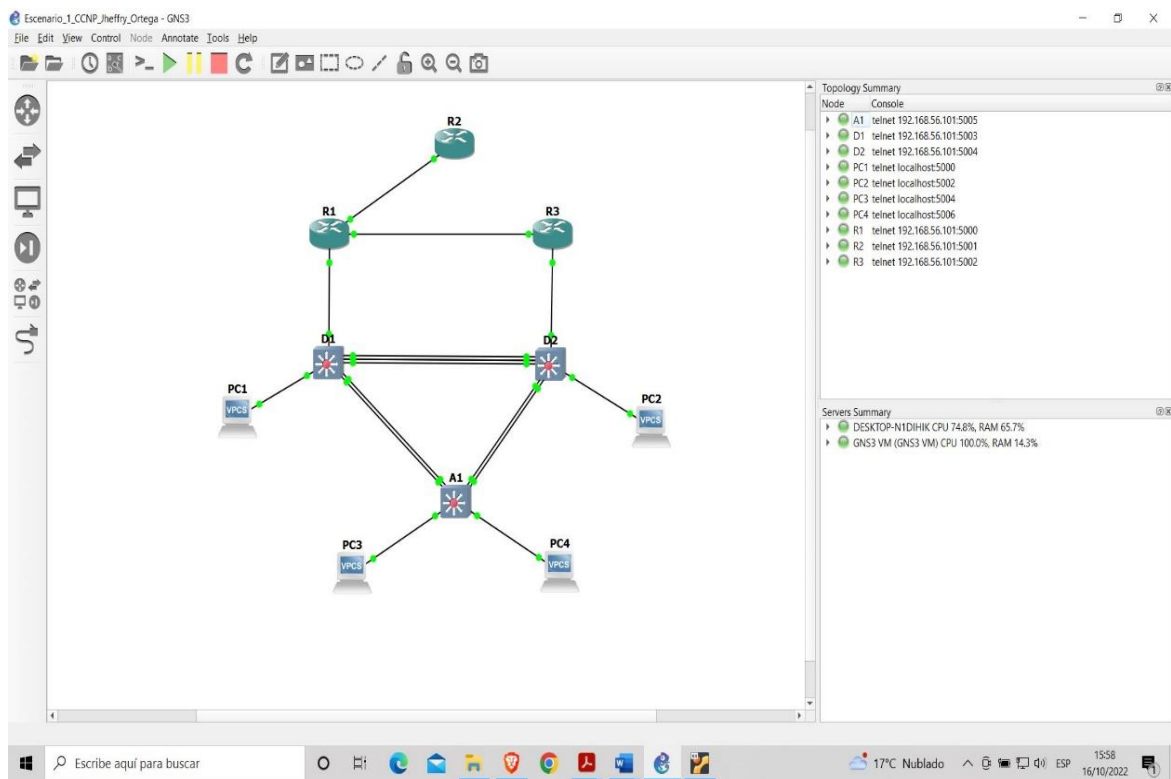 Escenario_1_CCNP_Jheffry_Ortega - GNS3
File Edit View Control Node Annotate Tools Help
R2
R1
R3
D1
D2
PC1
VPCS
PC2
VPCS
A1
PC3
VPCS
PC4
VPCS
Topology Summary
Node Console
A1 telnet 192.168.56.101:5005
D1 telnet 192.168.56.101:5003
D2 telnet 192.168.56.101:5004
PC1 telnet localhost:5000
PC2 telnet localhost:5002
PC3 telnet localhost:5004
PC4 telnet localhost:5006
R1 telnet 192.168.56.101:5000
R2 telnet 192.168.56.101:5001
R3 telnet 192.168.56.101:5002
Servers Summary
DESKTOP-N1DIHIK CPU 74.8%, RAM 65.7%
GNS3 VM (GNS3 VM) CPU 100.0%, RAM 14.3%
Escribe aquí para buscar
17°C Nublado
ESP
15:58
16/10/2022